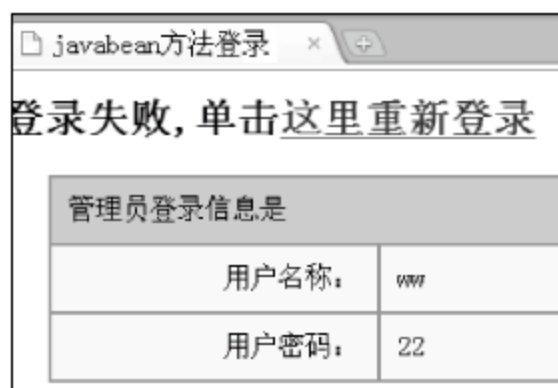 javabean方法登录
登录失败,单击这里重新登录
管理员登录信息是
用户名称: ww
用户密码: 22